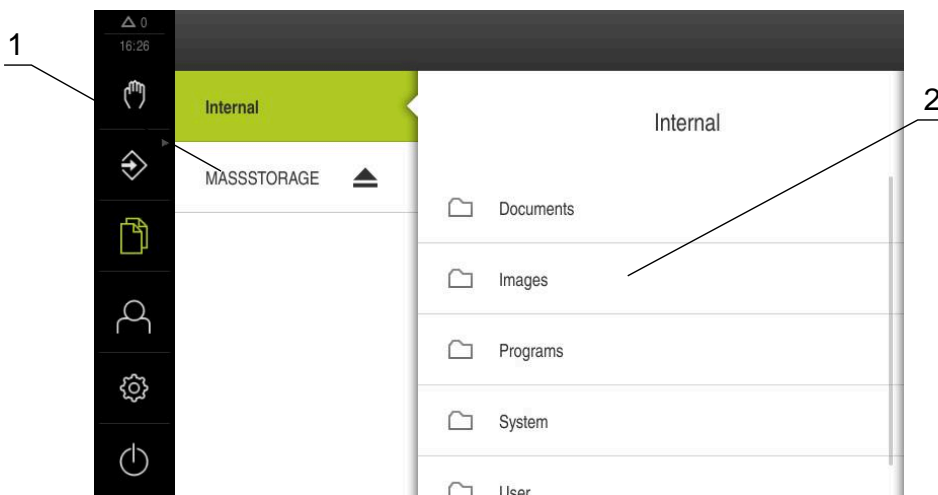 1
0
16:26
Internal
Internal
2
MASSSTORAGE
Documents
Images
Programs
System
User